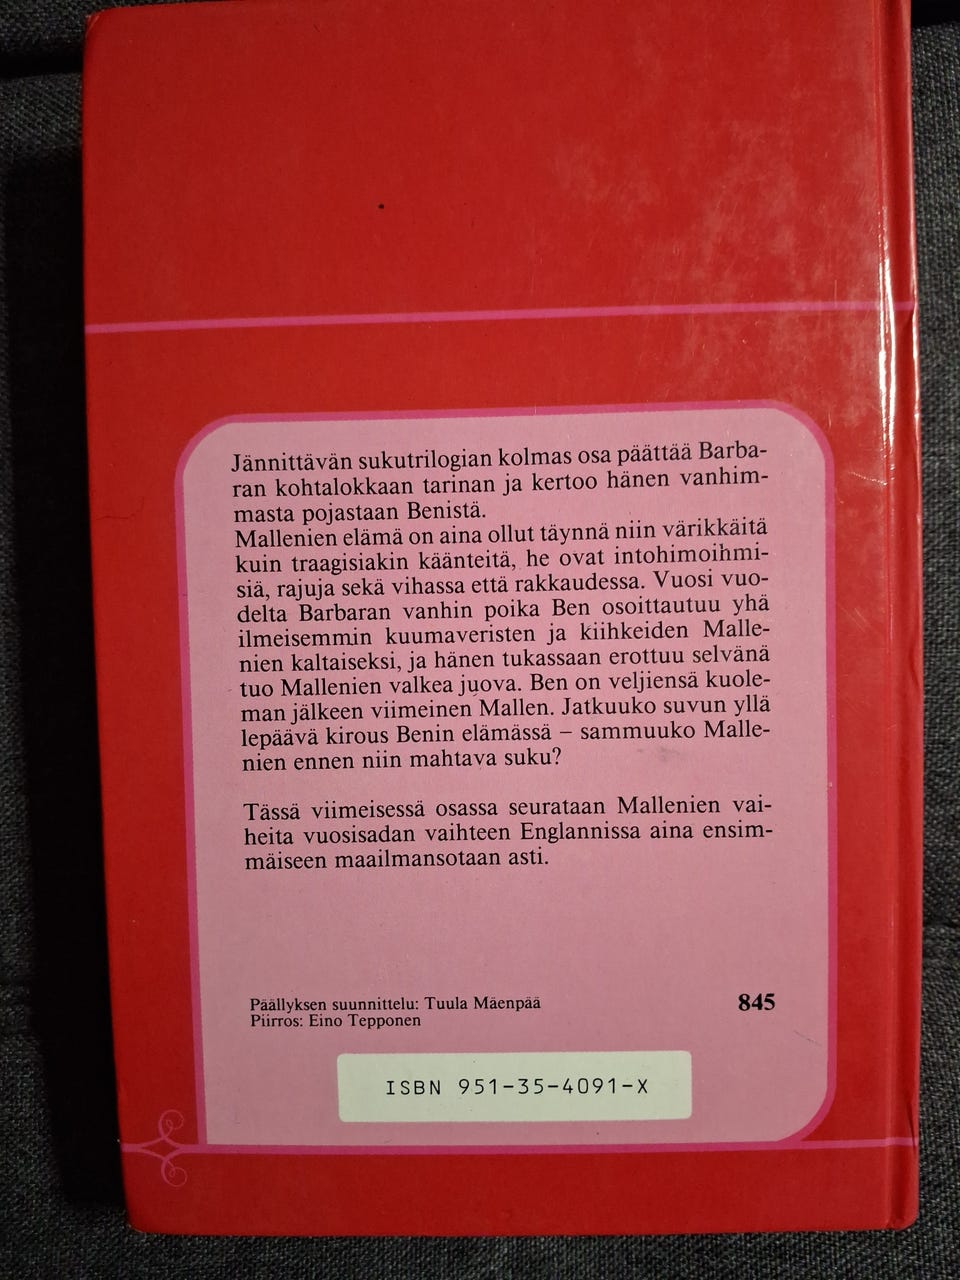 Jännittävän sukutrilogian kolmas osa päättää Barba-
ran kohtalokkaan tarinan ja kertoo hänen vanhim-
masta pojastaan Benistä.
Mallenien elämä on aina ollut täynnä niin värikkäitä
kuin traagisiakin käänteitä, he ovat intohimoihmi-
siä, rajuja sekä vihassa että rakkaudessa. Vuosi vuo-
delta Barbaran vanhin poika Ben osoittautuu yhä
ilmeisemmin kuumaveristen ja kiihkeiden Malle-
nien kaltaiseksi, ja hänen tukassaan erottuu selvänä
tuo Mallenien valkea juova. Ben on veljiensä kuole-
man jälkeen viimeinen Mallen. Jatkuuko suvun yllä
lepäävä kirous Benin elämässä – sammuuko Malle-
nien ennen niin mahtava suku?
Tässä viimeisessä osassa seurataan Mallenien vai-
heita vuosisadan vaihteen Englannissa aina ensim-
mäiseen maailmansotaan asti.
Päällyksen suunnittelu: Tuula Mäenpää
Piirros: Eino Tepponen
845
ISBN 951-35-4091-X